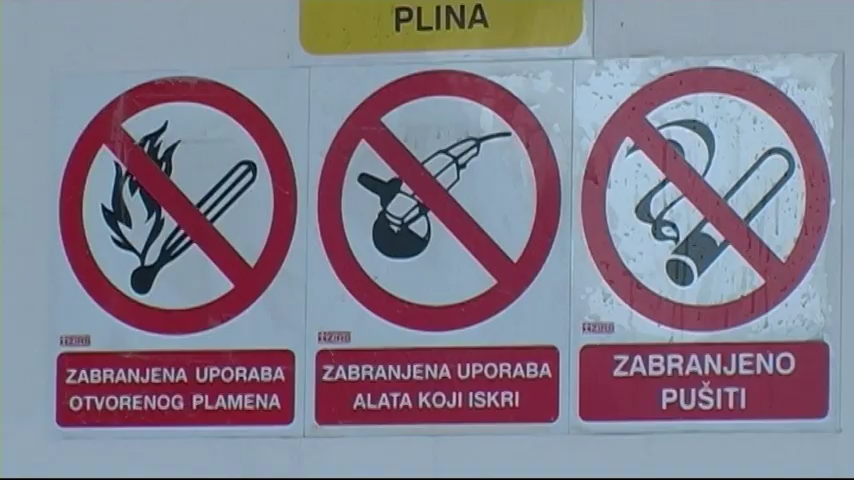 PLINA
ZABRANJENA UPORABA
OTVORENOG PLAMENA
ZABRANJENA UPORABA
ALATA KOJI ISKRI
ZABRANJENO
PUŠITI